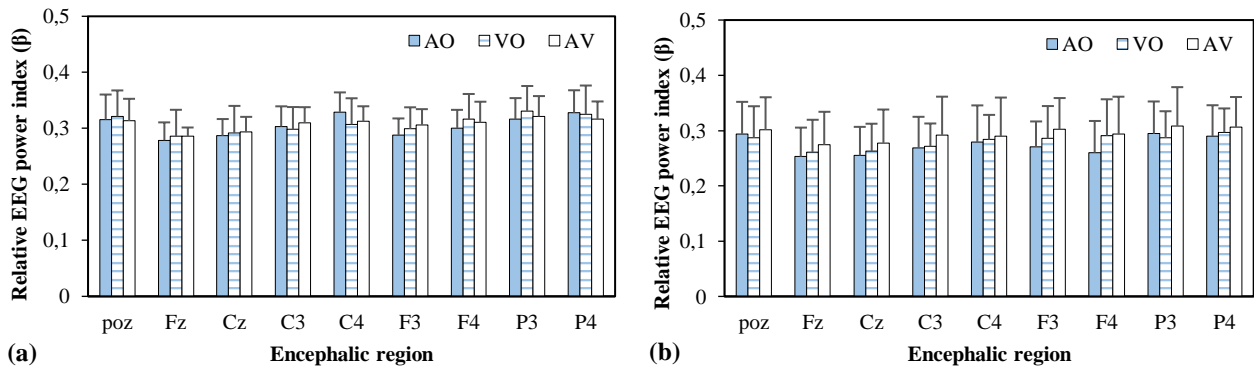 Relative EEG power index (β)
0,5
0,4
0,3
0,2
0,1
0
AO VO AV
poz Fz Cz C3 C4 F3 F4 P3 P4
(a)
Encephalic region
Relative EEG power index (β)
0,5
0,4
0,3
0,2
0,1
0
AO VO AV
poz Fz Cz C3 C4 F3 F4 P3 P4
(b)
Encephalic region